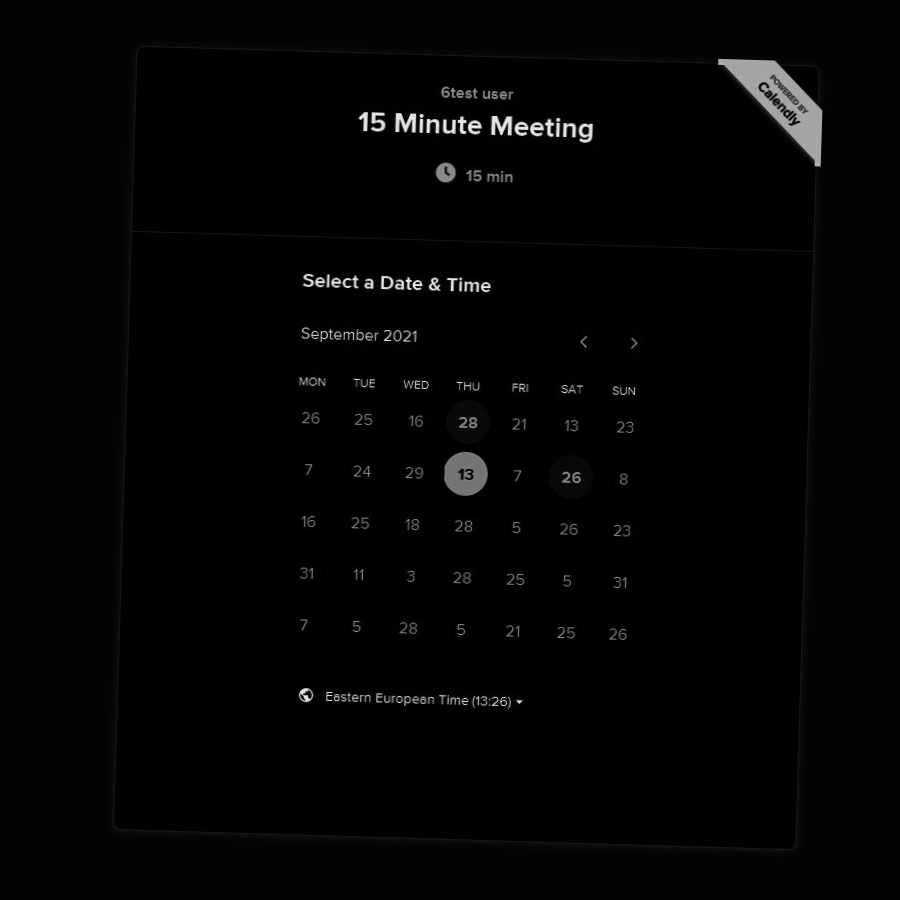 6test user
15 Minute Meeting
15 min
POWERED BY
Calendly
Select a Date & Time
September 2021
MON TUE WED THU FRI SAT SUN
26 25 16 28 21 13 23
7 24 29 13 7 26 8
16 25 18 28 5 26 23
31 11 3 28 25 5 31
7 5 28 5 21 25 26
Eastern European Time (13:26)